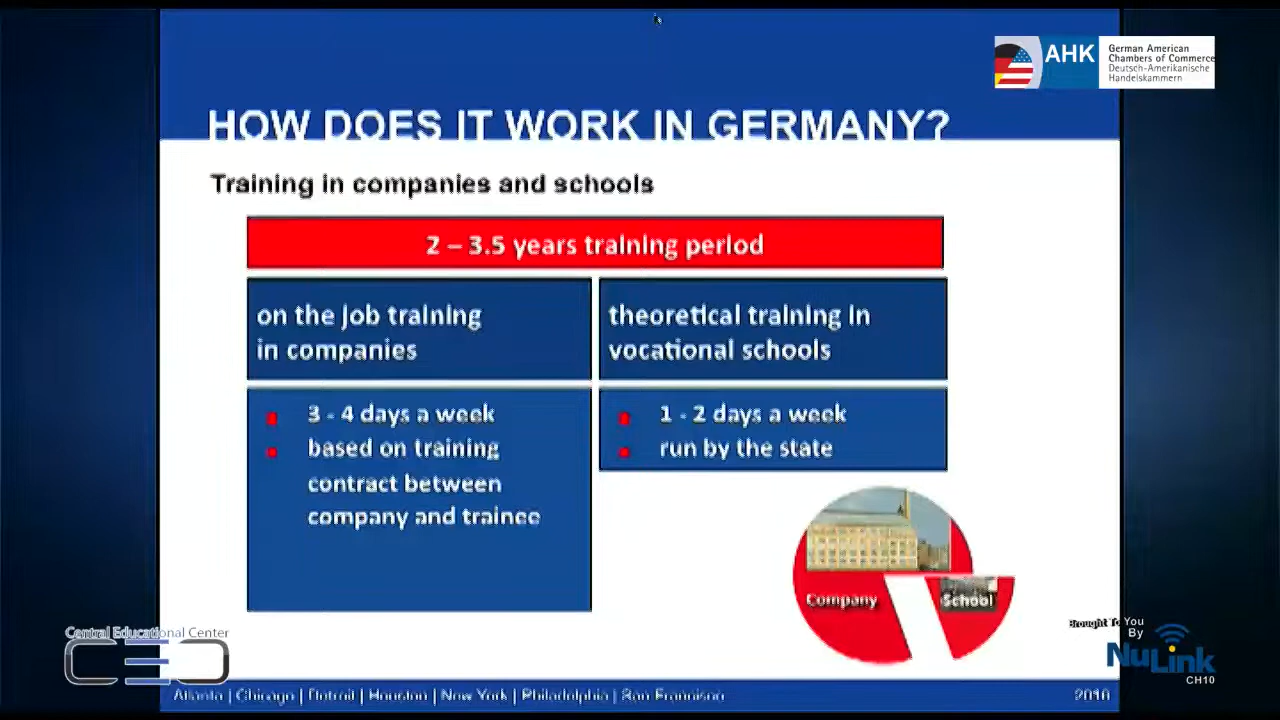 AHK
German American
Chambers of Commerce
Deutsch-Amerikanische
Handelskammern
HOW DOES IT WORK IN GERMANY?
Training in companies and schools
2 – 3.5 years training period
on the job training
in companies
theoretical training in
vocational schools
3 - 4 days a week
based on training
contract between
company and trainee
1 - 2 days a week
run by the state
Company
School
Central Educational Center
CEC
Brought To You
By
NuLink
CH10
Atlanta | Chicago | Detroit | Houston | New York | Philadelphia | San Francisco
2010